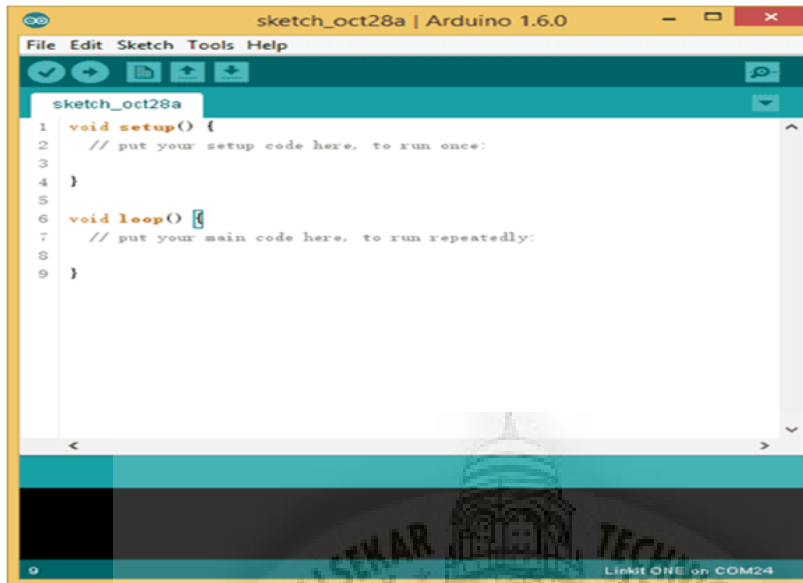 sketch_oct28a | Arduino 1.6.0
File Edit Sketch Tools Help
sketch_oct28a
1 void setup() {
2 // put your setup code here, to run once:
3
4 }
5
6 void loop() {
7 // put your main code here, to run repeatedly:
8
9 }
SEKAR TECH
9 Linkit ONE on COM24